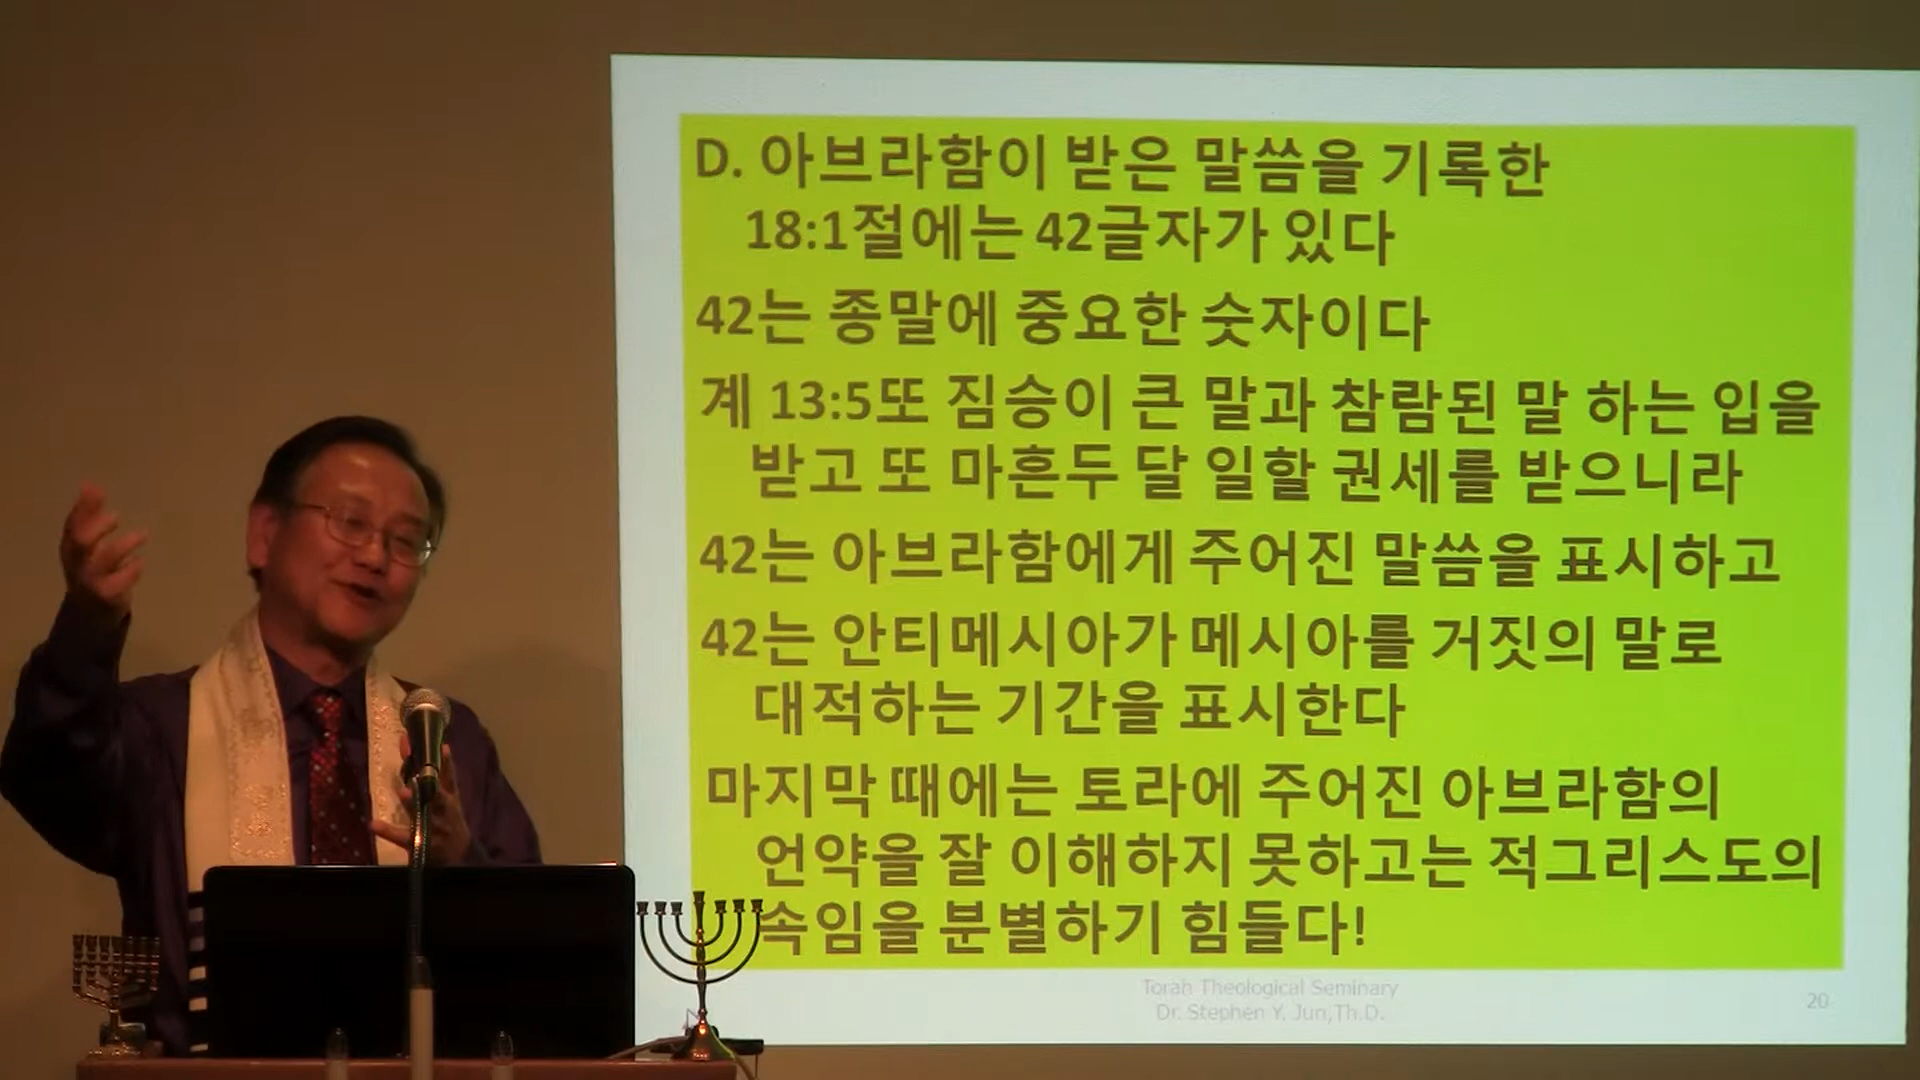 D. 아브라함이 받은 말씀을 기록한
18:1절에는 42글자가 있다
42는 종말에 중요한 숫자이다
계 13:5또 짐승이 큰 말과 참람된 말 하는 입을
받고 또 마흔두 달 일할 권세를 받으니라
42는 아브라함에게 주어진 말씀을 표시하고
42는 안티메시아가 메시아를 거짓의 말로
대적하는 기간을 표시한다
마지막 때에는 토라에 주어진 아브라함의
언약을 잘 이해하지 못하고는 적그리스도의
속임을 분별하기 힘들다!
Torah Theological Seminary
Dr. Stephen Y. Jun,Th.D.
20